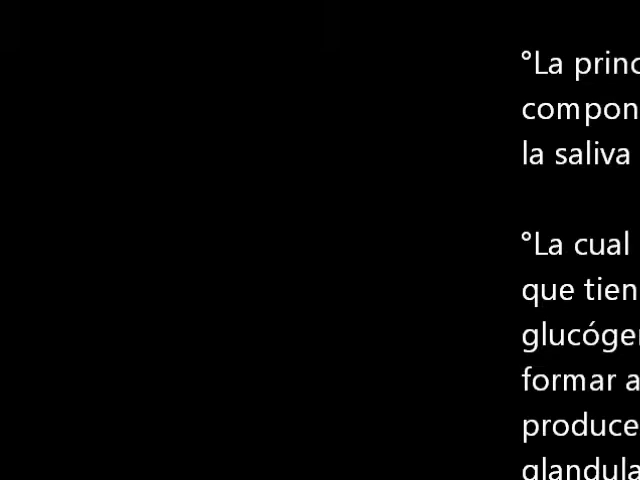 °La princ
compon
la saliva
°La cual
que tien
glucóge
formar a
produce
glandula